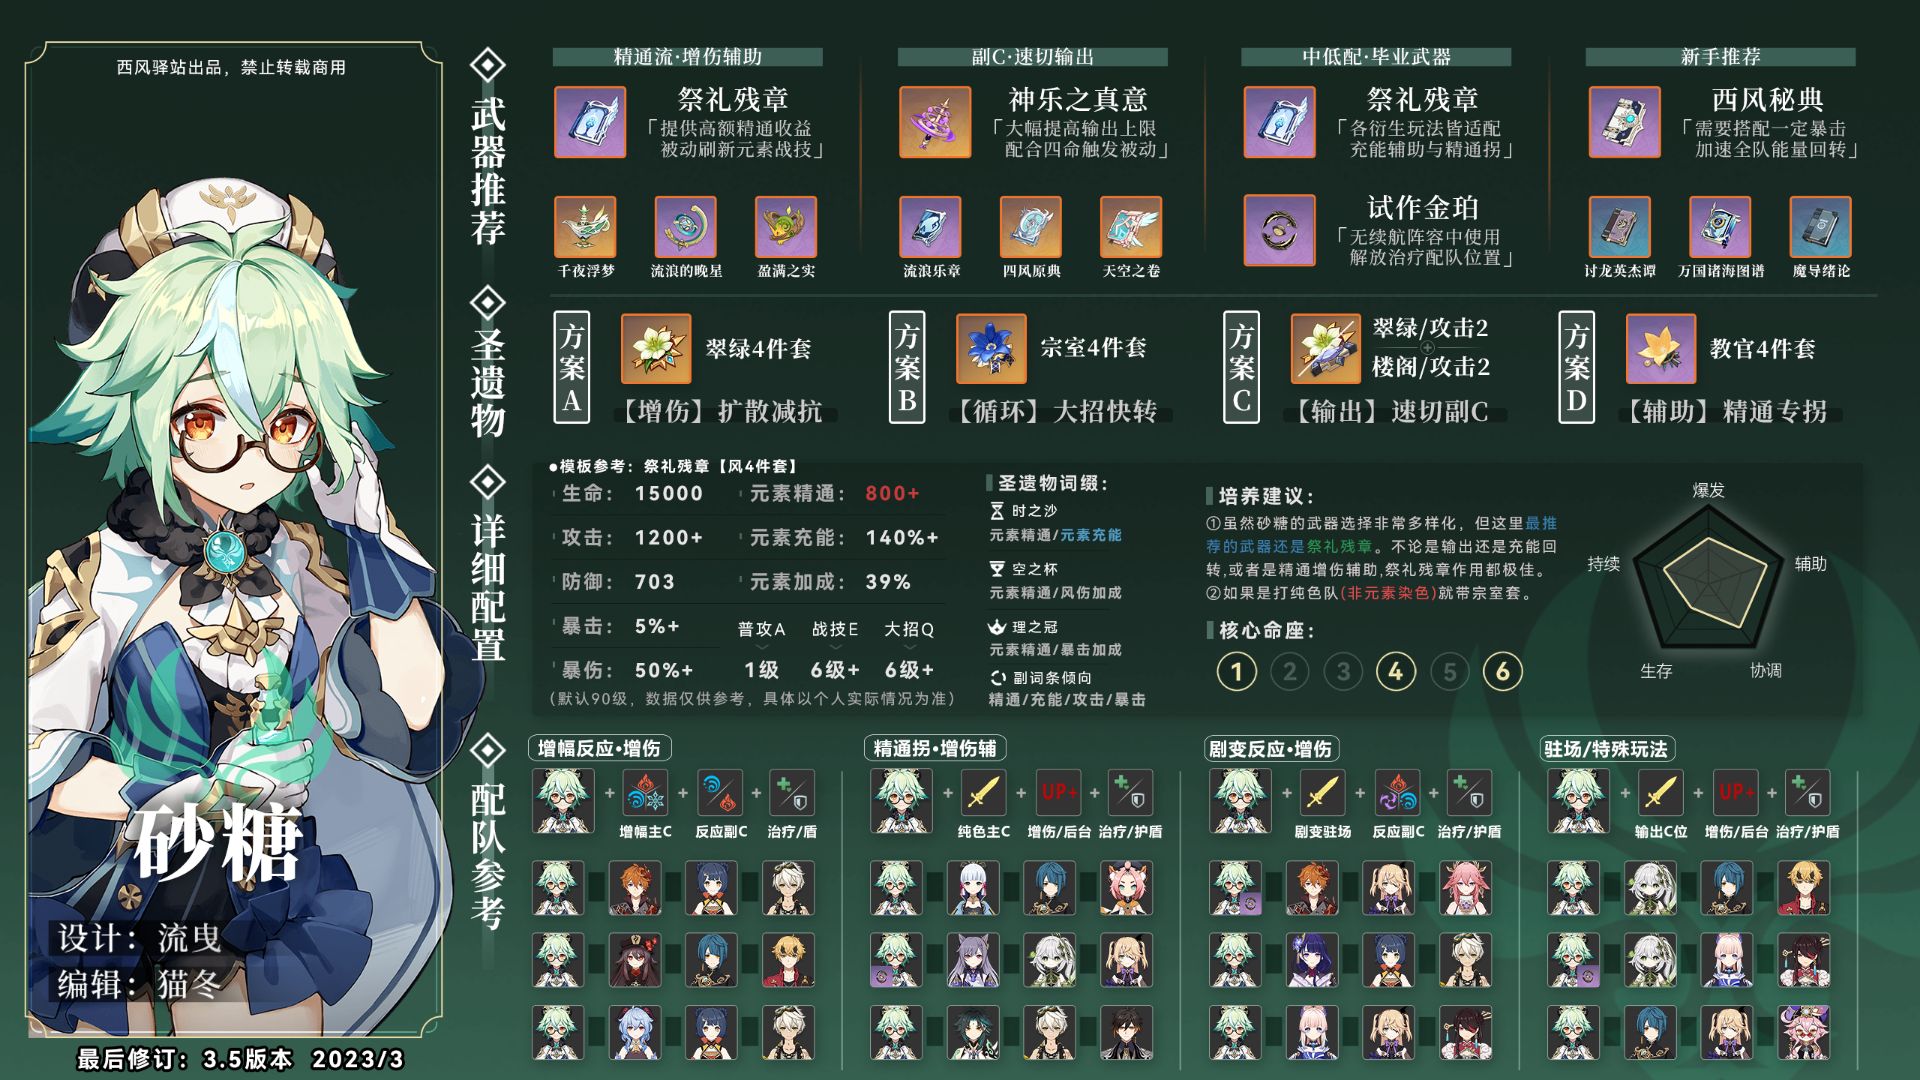 西风驿站出品，禁止转载商用
砂糖
设计：流曳
编辑：猫冬
最后修订：3.5版本 2023/3
武器推荐
精通流·增伤辅助
祭礼残章
「提供高额精通收益
被动刷新元素战技」
千夜浮梦
流浪的晚星
盈满之实
副C·速切输出
神乐之真意
「大幅提高输出上限
配合四命触发被动」
流浪乐章
四风原典
天空之卷
中低配·毕业武器
祭礼残章
「各衍生玩法皆适配
充能辅助与精通拐」
试作金珀
「无续航阵容中使用
解放治疗配队位置」
新手推荐
西风秘典
「需要搭配一定暴击
加速全队能量回转」
讨龙英杰谭
万国诸海图谱
魔导绪论
圣遗物
方案A
翠绿4件套
【增伤】扩散减抗
方案B
宗室4件套
【循环】大招快转
方案C
翠绿/攻击2
+
楼阁/攻击2
【输出】速切副C
方案D
教官4件套
【辅助】精通专拐
详细配置
●模板参考：祭礼残章【风4件套】
生命： 15000 元素精通： 800+
攻击： 1200+ 元素充能： 140%+
防御： 703 元素加成： 39%
暴击： 5%+ 普攻A 战技E 大招Q
暴伤： 50%+ 1级 6级+ 6级+
（默认90级，数据仅供参考，具体以个人实际情况为准）
圣遗物词缀：
时之沙
元素精通/元素充能
空之杯
元素精通/风伤加成
理之冠
元素精通/暴击加成
副词条倾向
精通/充能/攻击/暴击
培养建议：
①虽然砂糖的武器选择非常多样化，但这里最推
荐的武器还是祭礼残章。不论是输出还是充能回
转,或者是精通增伤辅助,祭礼残章作用都极佳。
②如果是打纯色队(非元素染色)就带宗室套。
核心命座：
1 2 3 4 5 6
爆发
持续
辅助
生存
协调
配队参考
增幅反应·增伤
+ + +
增幅主C 反应副C 治疗/盾
精通拐·增伤辅
+ + UP+ +
纯色主C 增伤/后台 治疗/护盾
剧变反应·增伤
+ + +
剧变驻场 反应副C 治疗/护盾
驻场/特殊玩法
+ + UP+ +
输出C位 增伤/后台 治疗/护盾